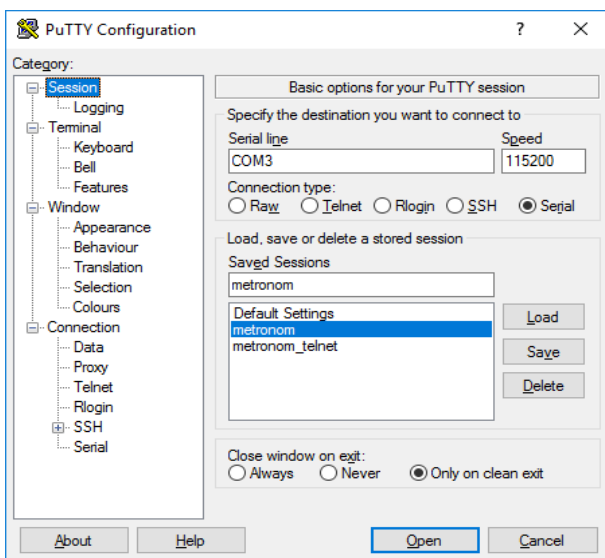 PuTTY Configuration
Category:
Session
Logging
Terminal
Keyboard
Bell
Features
Window
Appearance
Behaviour
Translation
Selection
Colours
Connection
Data
Proxy
Telnet
Rlogin
SSH
Serial
Basic options for your PuTTY session
Specify the destination you want to connect to
Serial line Speed
COM3 115200
Connection type:
Raw Telnet Rlogin SSH Serial
Load, save or delete a stored session
Saved Sessions
metronom
Default Settings
metronom
metronom_telnet
Load
Save
Delete
Close window on exit:
Always Never Only on clean exit
About Help Open Cancel